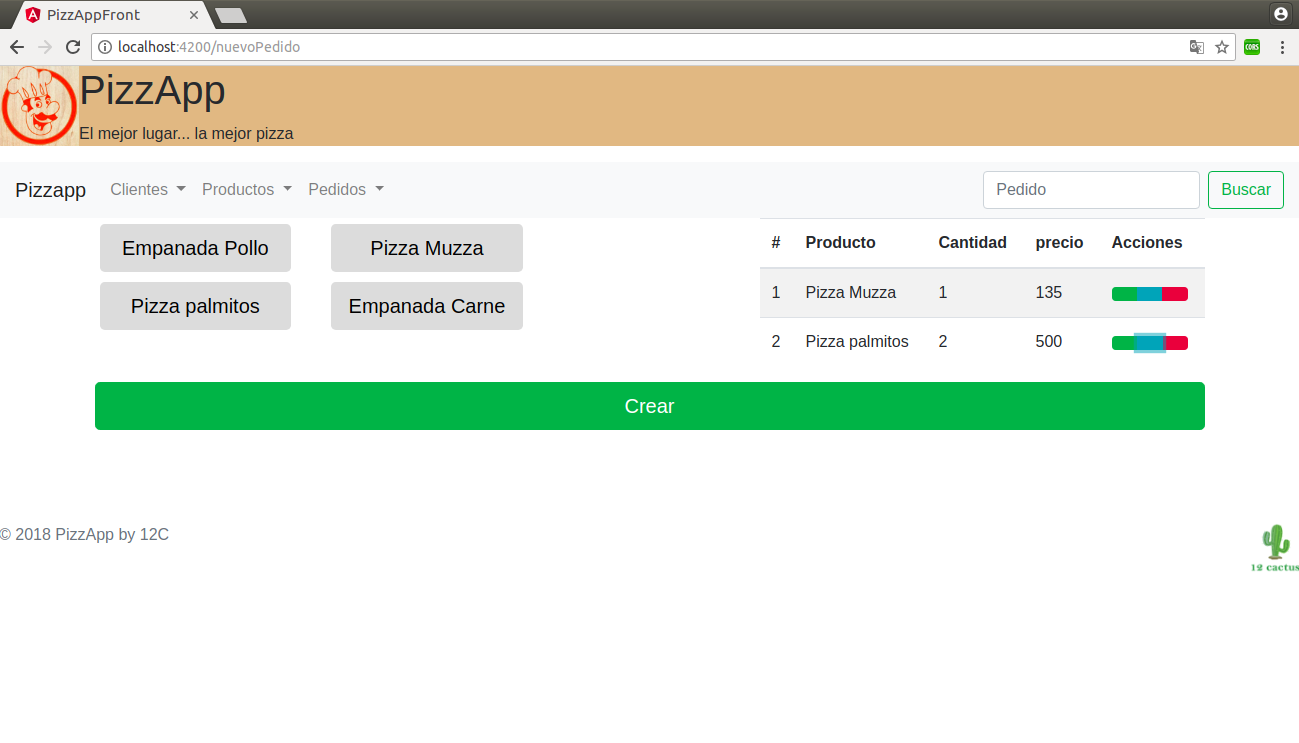 PizzAppFront
localhost:4200/nuevoPedido
CORS
PizzApp
El mejor lugar... la mejor pizza
Pizzapp Clientes Productos Pedidos Pedido Buscar
Empanada Pollo Pizza Muzza
Pizza palmitos Empanada Carne
# Producto Cantidad precio Acciones
1 Pizza Muzza 1 135
2 Pizza palmitos 2 500
Crear
© 2018 PizzApp by 12C
12 cactus